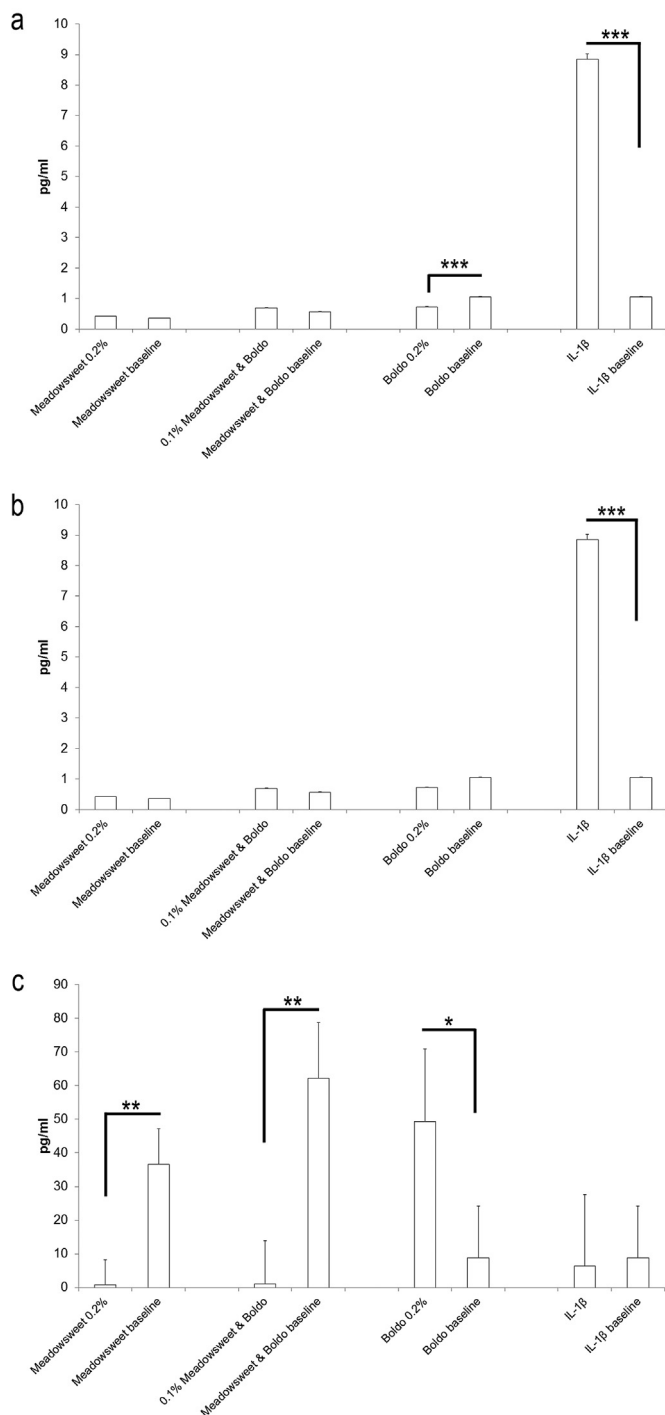 a
10
9
8
7
6
5
4
3
2
1
0
pg/ml
***
***
Meadowsweet 0.2%
Meadowsweet baseline
0.1% Meadowsweet & Boldo
Meadowsweet & Boldo baseline
Boldo 0.2%
Boldo baseline
IL-1β
IL-1β baseline
b
10
9
8
7
6
5
4
3
2
1
0
pg/ml
***
Meadowsweet 0.2%
Meadowsweet baseline
0.1% Meadowsweet & Boldo
Meadowsweet & Boldo baseline
Boldo 0.2%
Boldo baseline
IL-1β
IL-1β baseline
c
90
80
70
60
50
40
30
20
10
0
pg/ml
**
**
*
Meadowsweet 0.2%
Meadowsweet baseline
0.1% Meadowsweet & Boldo
Meadowsweet & Boldo baseline
Boldo 0.2%
Boldo baseline
IL-1β
IL-1β baseline